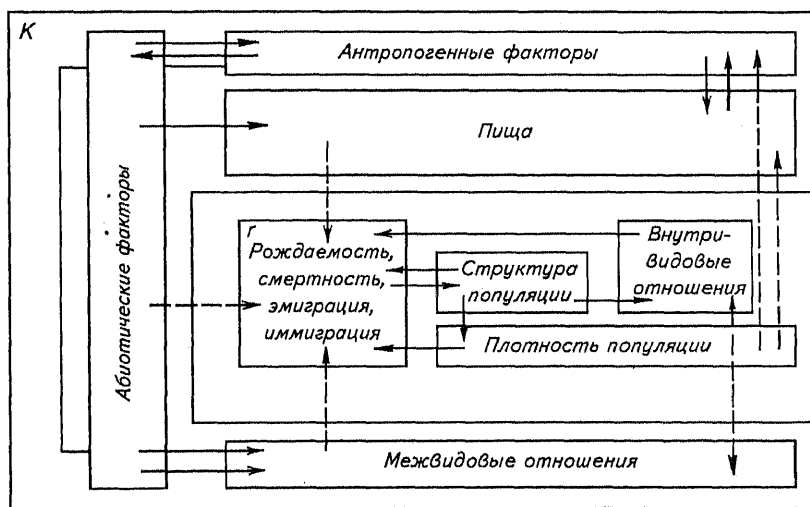 K
Антропогенные факторы
Пища
Абиотические факторы
r
Рождаемость,
смертность,
эмиграция,
иммиграция
Структура
популяции
Внутри-
видовые
отношения
Плотность популяции
Межвидовые отношения